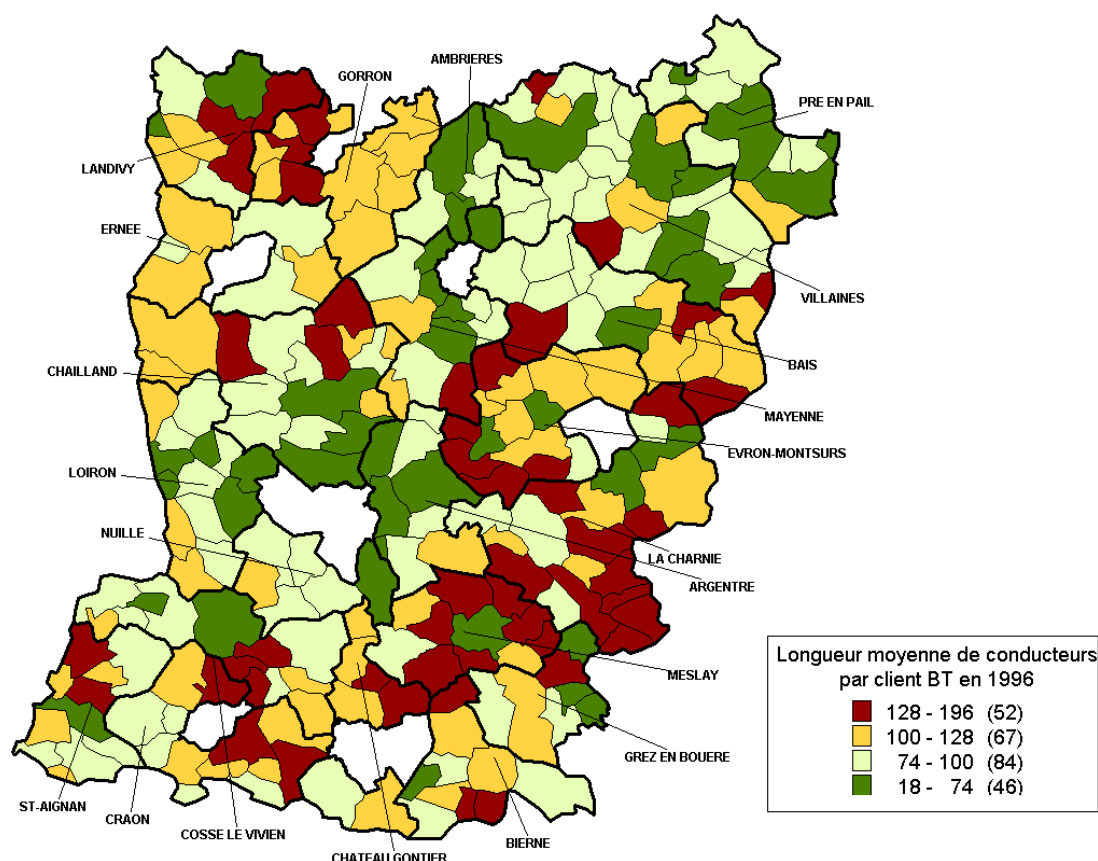 AMBRIERES
GORRON
PRE EN PAIL
LANDIVY
ERNEE
VILLAINES
BAIS
CHAILLAND
MAYENNE
EVRON-MONTSURS
LOIRON
NUILLE
LA CHARNIE
ARGENTRE
MESLAY
GREZ EN BOUERE
ST-AIGNAN
CRAON
COSSE LE VIVIEN
BIERNE
CHATEAU GONTIER
Longueur moyenne de conducteurs
par client BT en 1996
128 - 196 (52)
100 - 128 (67)
74 - 100 (84)
18 - 74 (46)